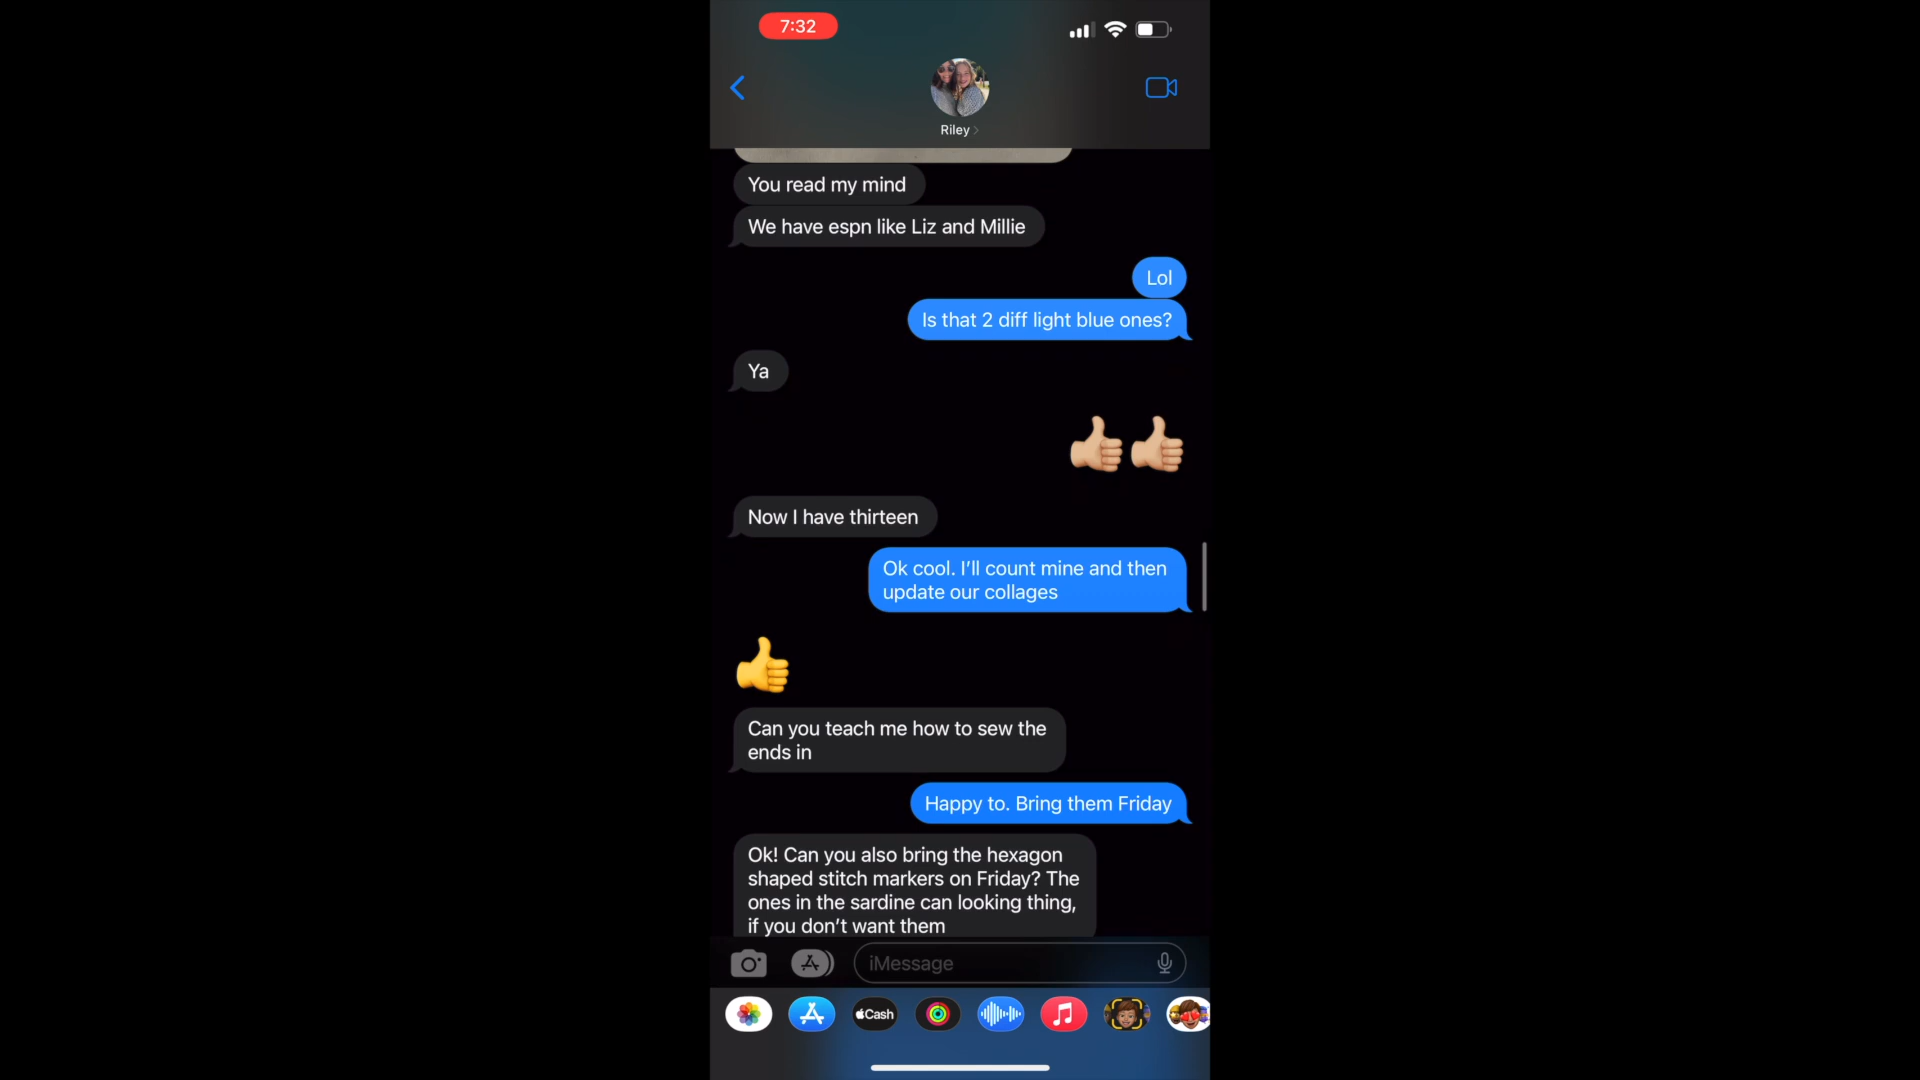 7:32
Riley
You read my mind
We have espn like Liz and Millie
Lol
Is that 2 diff light blue ones?
Ya
Now I have thirteen
Ok cool. I’ll count mine and then
update our collages
Can you teach me how to sew the
ends in
Happy to. Bring them Friday
Ok! Can you also bring the hexagon
shaped stitch markers on Friday? The
ones in the sardine can looking thing,
if you don’t want them
iMessage
Cash